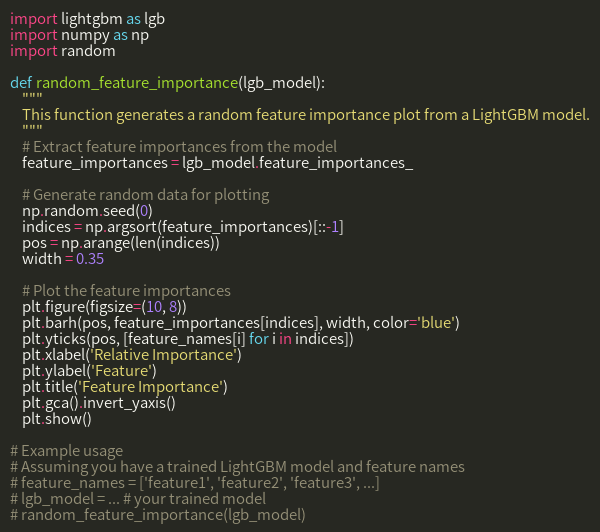 import lightgbm as lgb
import numpy as np
import random
def random_feature_importance(lgb_model):
"""
This function generates a random feature importance plot from a LightGBM model.
"""
# Extract feature importances from the model
feature_importances = lgb_model.feature_importances_
# Generate random data for plotting
np.random.seed(0)
indices = np.argsort(feature_importances)[::-1]
pos = np.arange(len(indices))
width = 0.35
# Plot the feature importances
plt.figure(figsize=(10, 8))
plt.barh(pos, feature_importances[indices], width, color='blue')
plt.yticks(pos, [feature_names[i] for i in indices])
plt.xlabel('Relative Importance')
plt.ylabel('Feature')
plt.title('Feature Importance')
plt.gca().invert_yaxis()
plt.show()
# Example usage
# Assuming you have a trained LightGBM model and feature names
# feature_names = ['feature1', 'feature2', 'feature3', ...]
# lgb_model = ... # your trained model
# random_feature_importance(lgb_model)